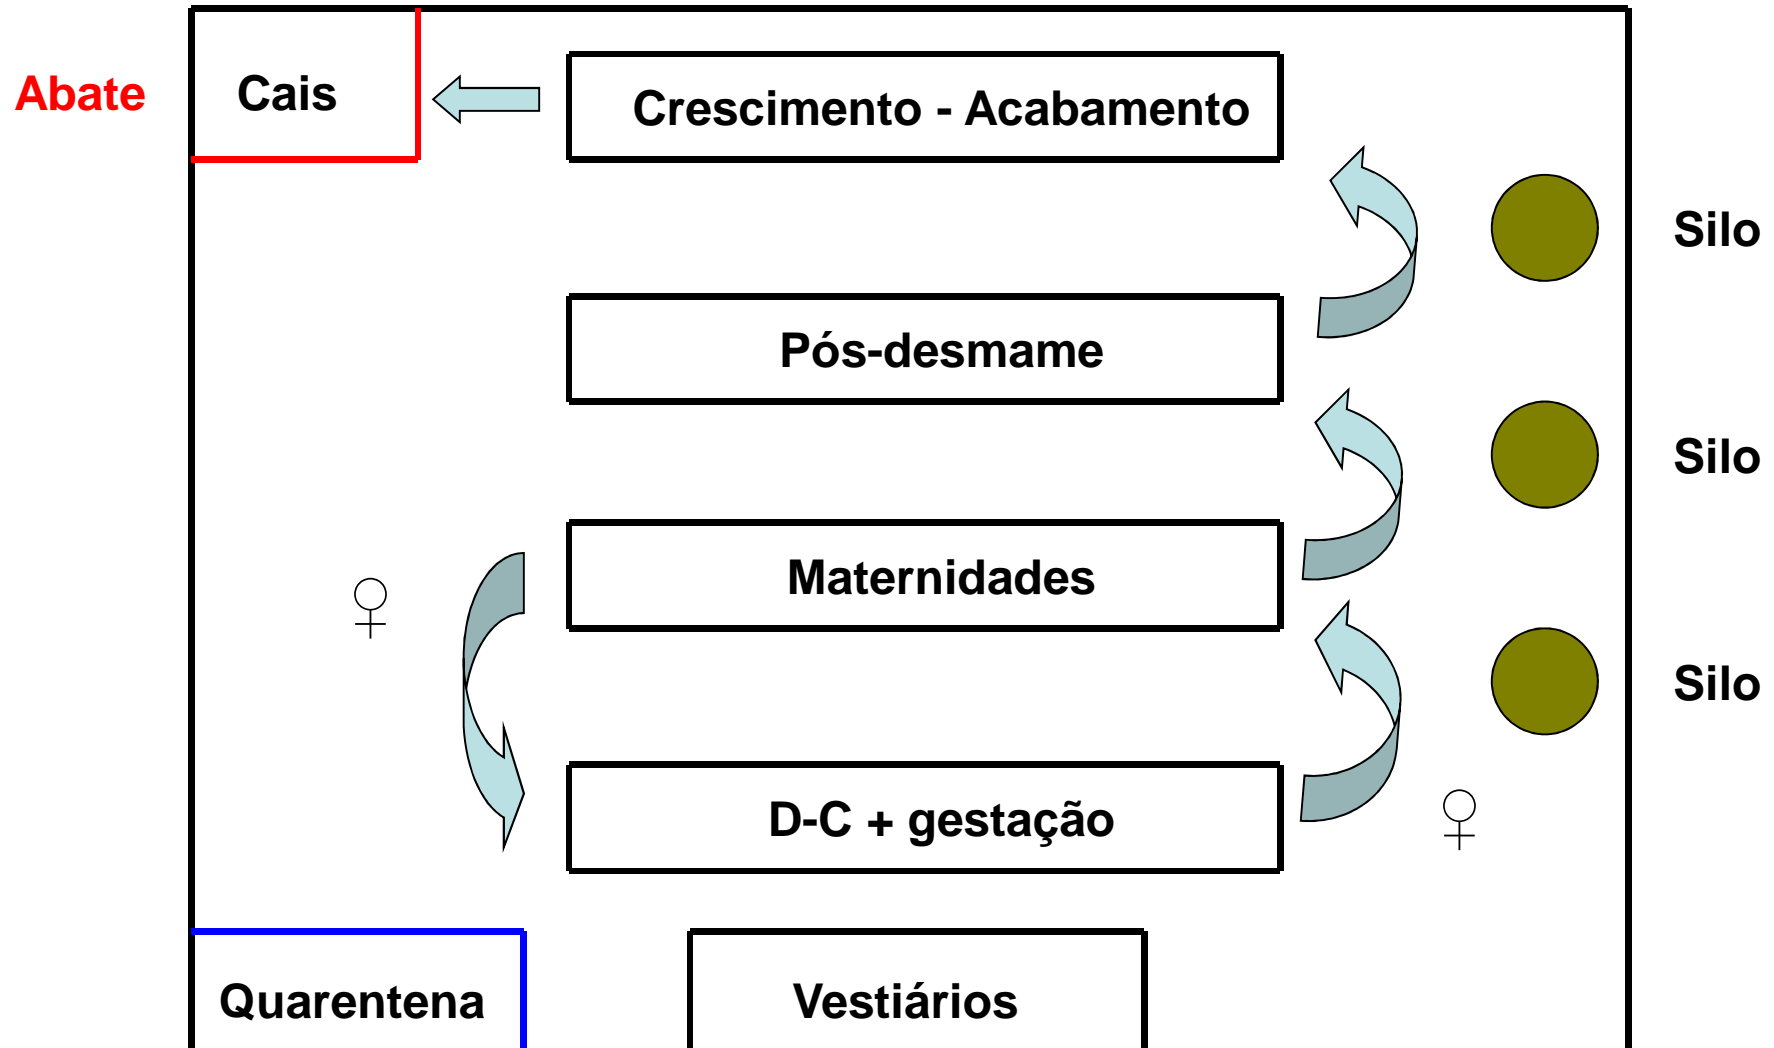 Abate
Cais
Crescimento - Acabamento
Silo
Pós-desmame
Silo
Maternidades
♀
Silo
D-C + gestação
♀
Quarentena
Vestiários